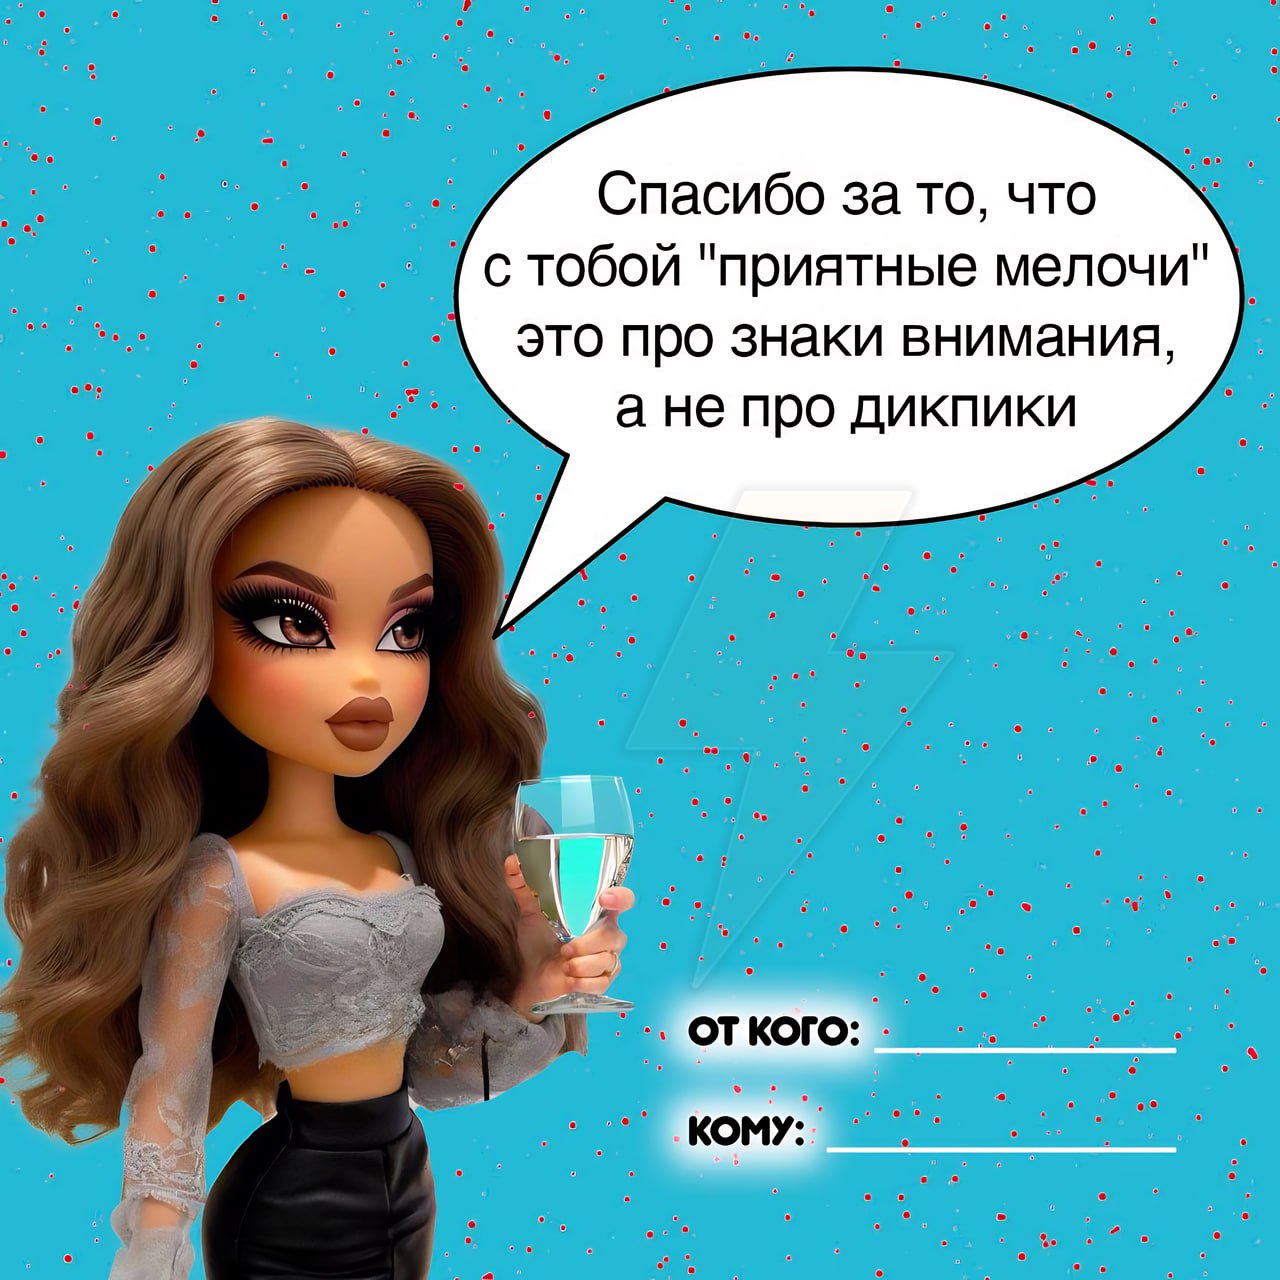 Спасибо за то, что
с тобой "приятные мелочи"
это про знаки внимания,
а не про дикпики
ОТ КОГО:
КОМУ: